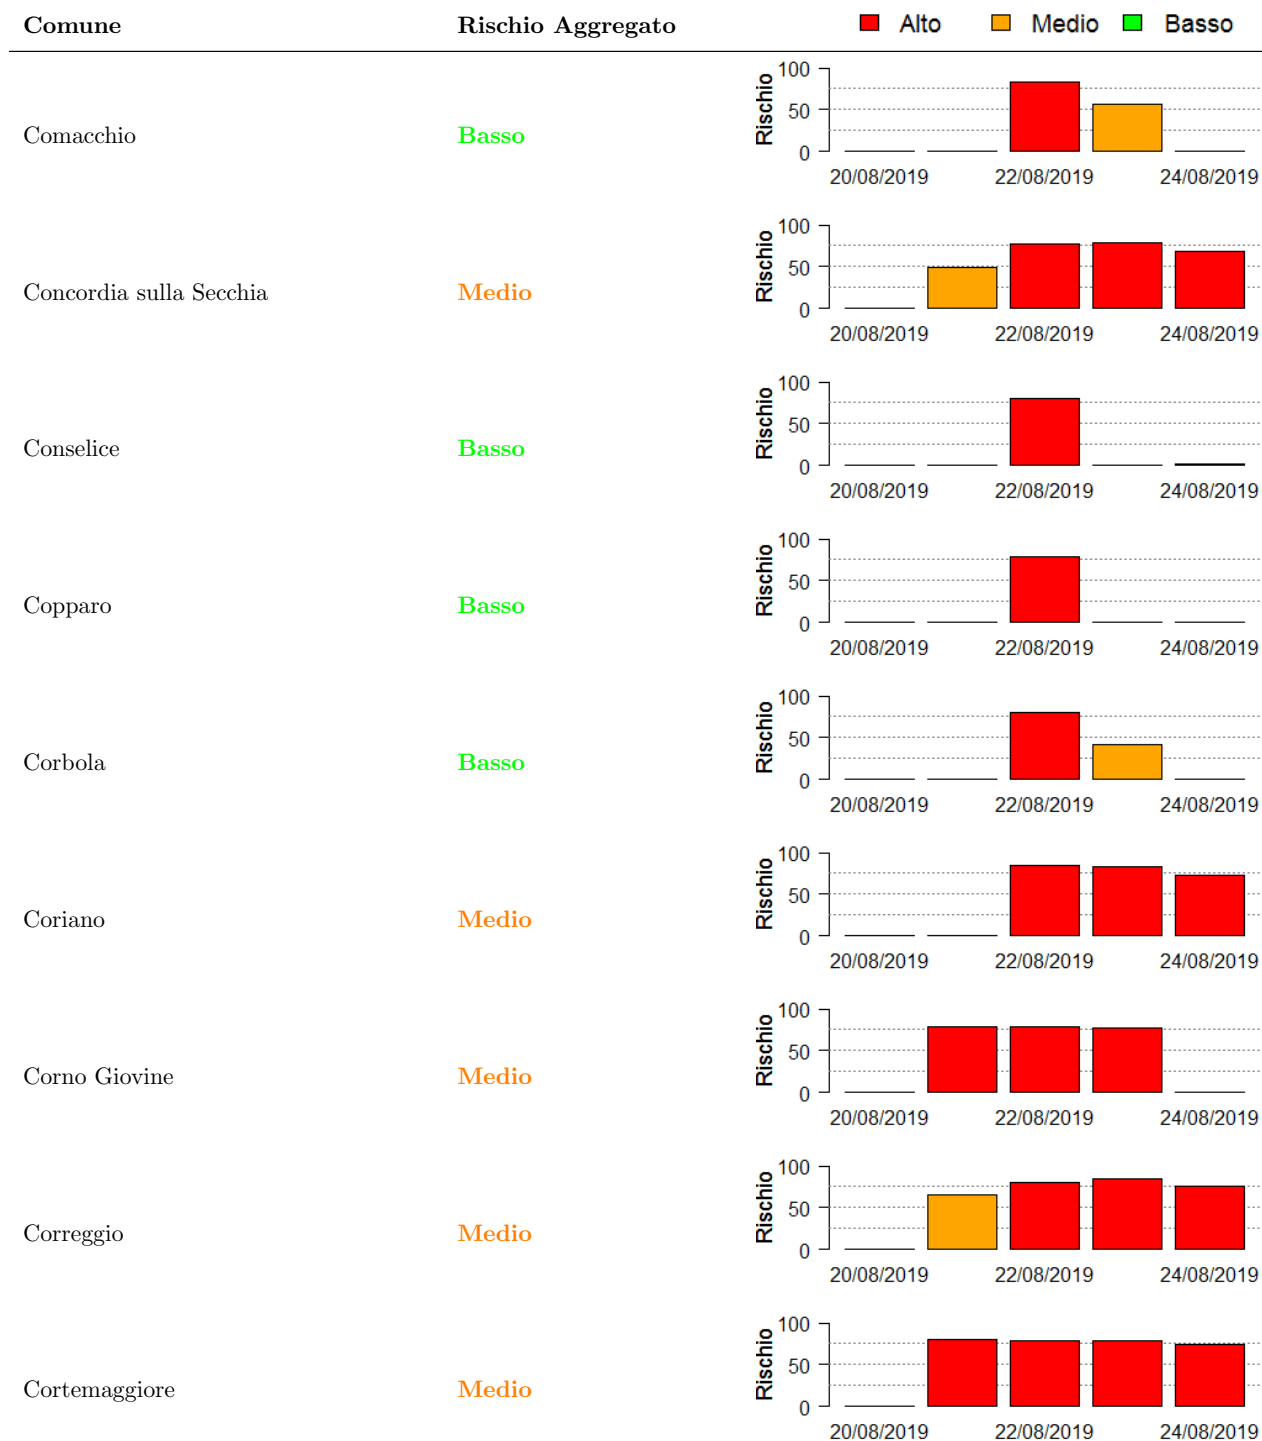 Comune Rischio Aggregato Alto Medio Basso
Comacchio Basso Rischio 100 50 0
20/08/2019 22/08/2019 24/08/2019
Concordia sulla Secchia Medio Rischio 100 50 0
20/08/2019 22/08/2019 24/08/2019
Conselice Basso Rischio 100 50 0
20/08/2019 22/08/2019 24/08/2019
Copparo Basso Rischio 100 50 0
20/08/2019 22/08/2019 24/08/2019
Corbola Basso Rischio 100 50 0
20/08/2019 22/08/2019 24/08/2019
Coriano Medio Rischio 100 50 0
20/08/2019 22/08/2019 24/08/2019
Corno Giovine Medio Rischio 100 50 0
20/08/2019 22/08/2019 24/08/2019
Correggio Medio Rischio 100 50 0
20/08/2019 22/08/2019 24/08/2019
Cortemaggiore Medio Rischio 100 50 0
20/08/2019 22/08/2019 24/08/2019